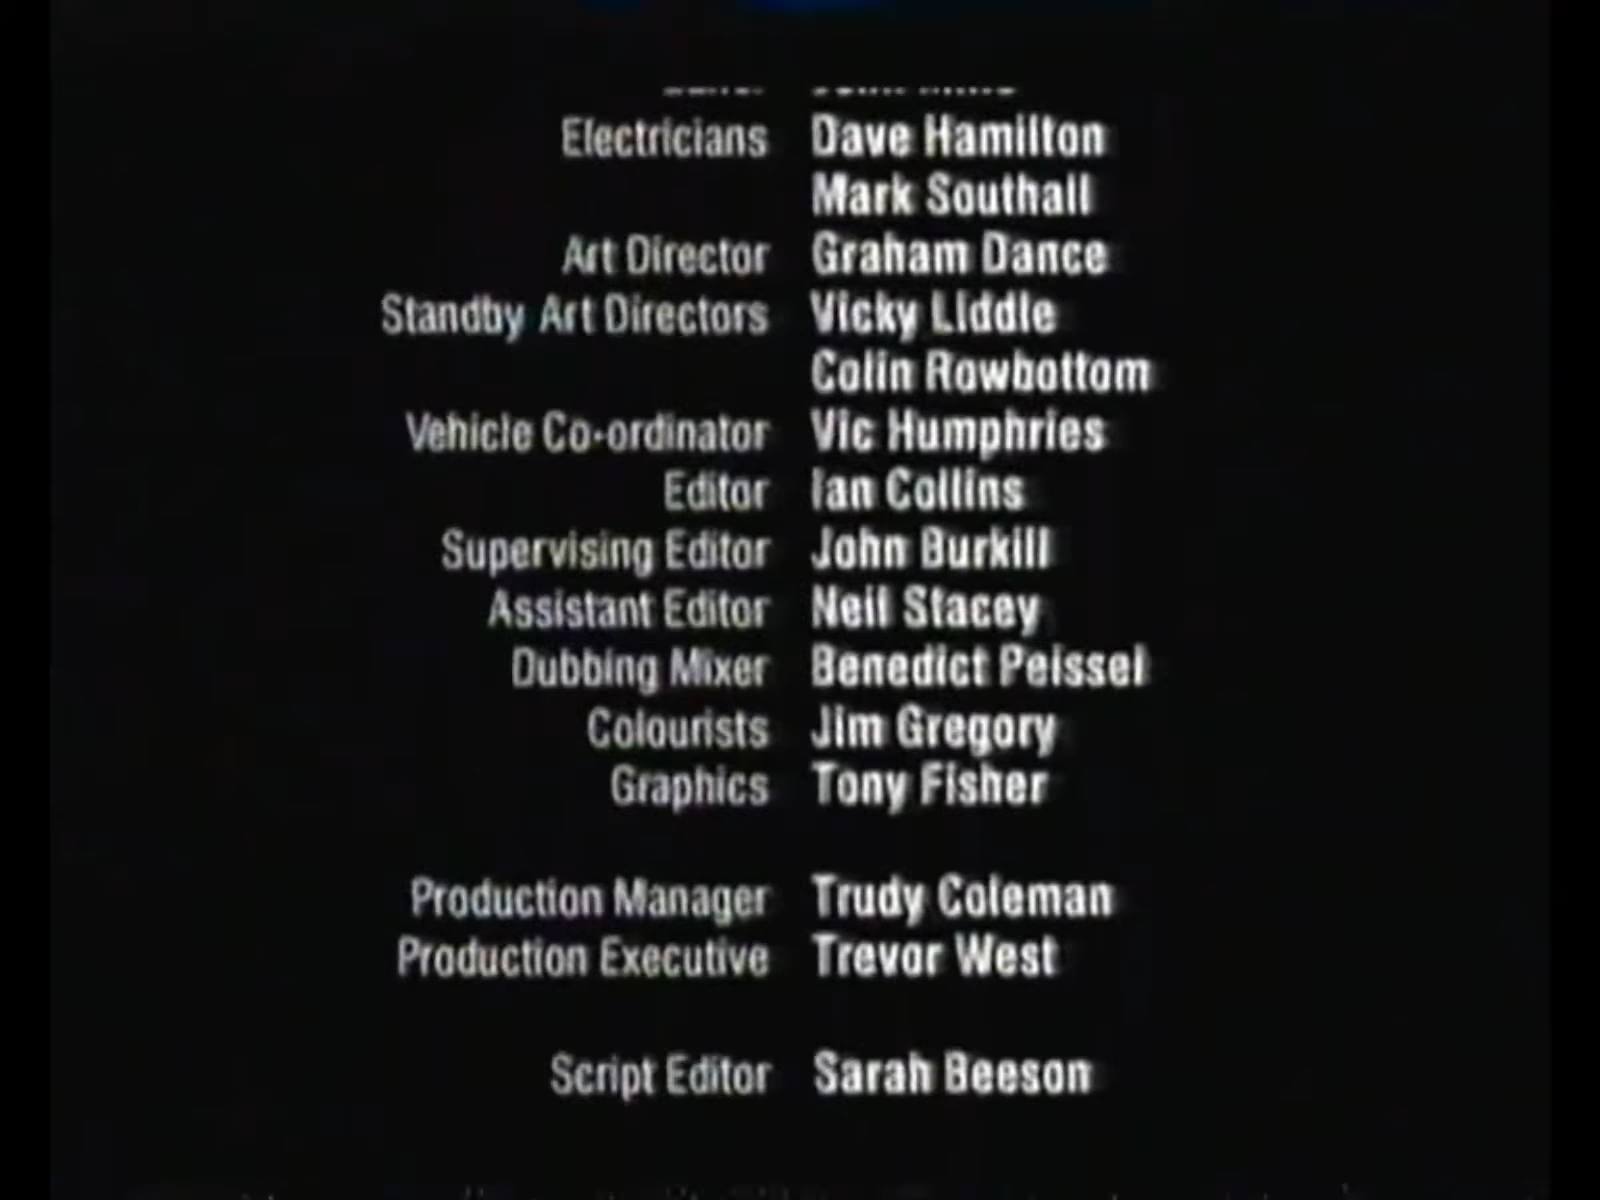 Electricians Dave Hamilton
Mark Southall
Art Director Graham Dance
Standby Art Directors Vicky Liddle
Colin Rowbottom
Vehicle Co-ordinator Vic Humphries
Editor Ian Collins
Supervising Editor John Burkill
Assistant Editor Neil Stacey
Dubbing Mixer Benedict Peissel
Colourists Jim Gregory
Graphics Tony Fisher
Production Manager Trudy Coleman
Production Executive Trevor West
Script Editor Sarah Beeson